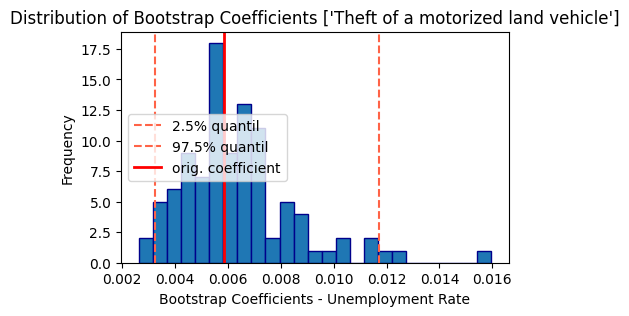 Distribution of Bootstrap Coefficients ['Theft of a motorized land vehicle']
17.5
15.0
12.5
10.0
7.5
5.0
2.5
0.0
Frequency
2.5% quantil
97.5% quantil
orig. coefficient
0.002 0.004 0.006 0.008 0.010 0.012 0.014 0.016
Bootstrap Coefficients - Unemployment Rate